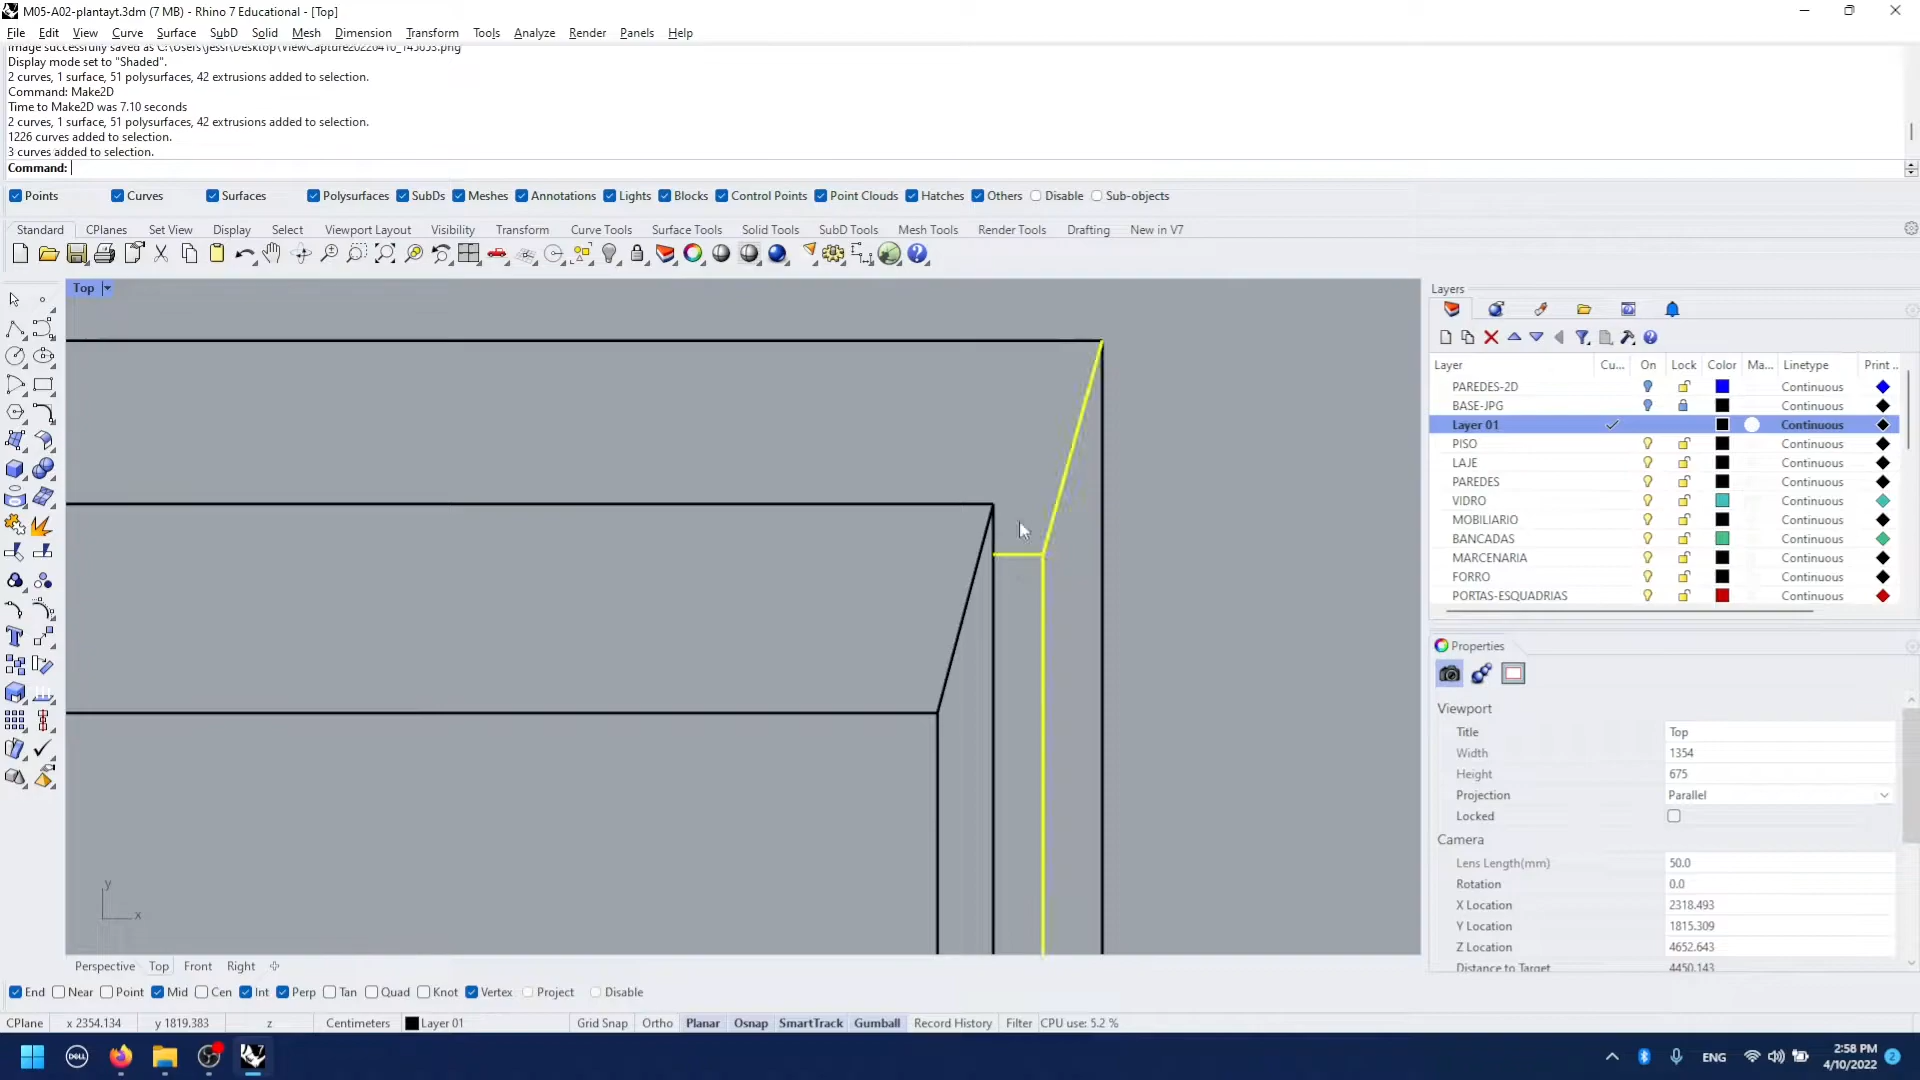 M05-A02-plantayt.3dm (7 MB) - Rhino 7 Educational - [Top]
File Edit View Curve Surface SubD Solid Mesh Dimension Transform Tools Analyze Render Panels Help
Image successfully saved as C:\Users\jessi\Desktop\ViewCapture20220410_145053.png
Display mode set to "Shaded".
2 curves, 1 surface, 51 polysurfaces, 42 extrusions added to selection.
Command: Make2D
Time to Make2D was 7.10 seconds
2 curves, 1 surface, 51 polysurfaces, 42 extrusions added to selection.
1226 curves added to selection.
3 curves added to selection.
Command:
Points Curves Surfaces Polysurfaces SubDs Meshes Annotations Lights Blocks Control Points Point Clouds Hatches Others Disable Sub-objects
Standard CPlanes Set View Display Select Viewport Layout Visibility Transform Curve Tools Surface Tools Solid Tools SubD Tools Mesh Tools Render Tools Drafting New in V7
Top
y
x
Layers
Layer Cu... On Lock Color Ma... Linetype Print ..
PAREDES-2D Continuous
BASE-JPG Continuous
Layer 01 Continuous
PISO Continuous
LAJE Continuous
PAREDES Continuous
VIDRO Continuous
MOBILIARIO Continuous
BANCADAS Continuous
MARCENARIA Continuous
FORRO Continuous
PORTAS-ESQUADRIAS Continuous
Properties
Viewport
Title Top
Width 1354
Height 675
Projection Parallel
Locked
Camera
Lens Length(mm) 50.0
Rotation 0.0
X Location 2318.493
Y Location 1815.309
Z Location 4652.643
Distance to Target 4450.143
Perspective Top Front Right
End Near Point Mid Cen Int Perp Tan Quad Knot Vertex Project Disable
CPlane x 2354.134 y 1819.383 z Centimeters Layer 01 Grid Snap Ortho Planar Osnap SmartTrack Gumball Record History Filter CPU use: 5.2 %
DELL
ENG
2:58 PM
4/10/2022
2